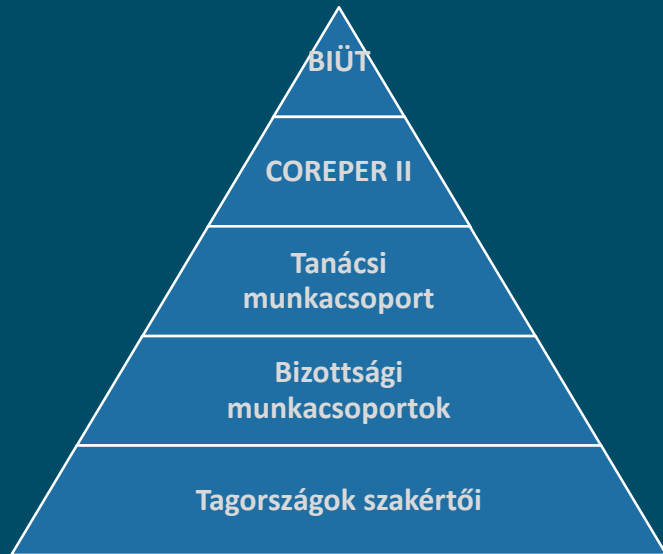 BIÜT
COREPER II
Tanácsi
munkacsoport
Bizottsági
munkacsoportok
Tagországok szakértői